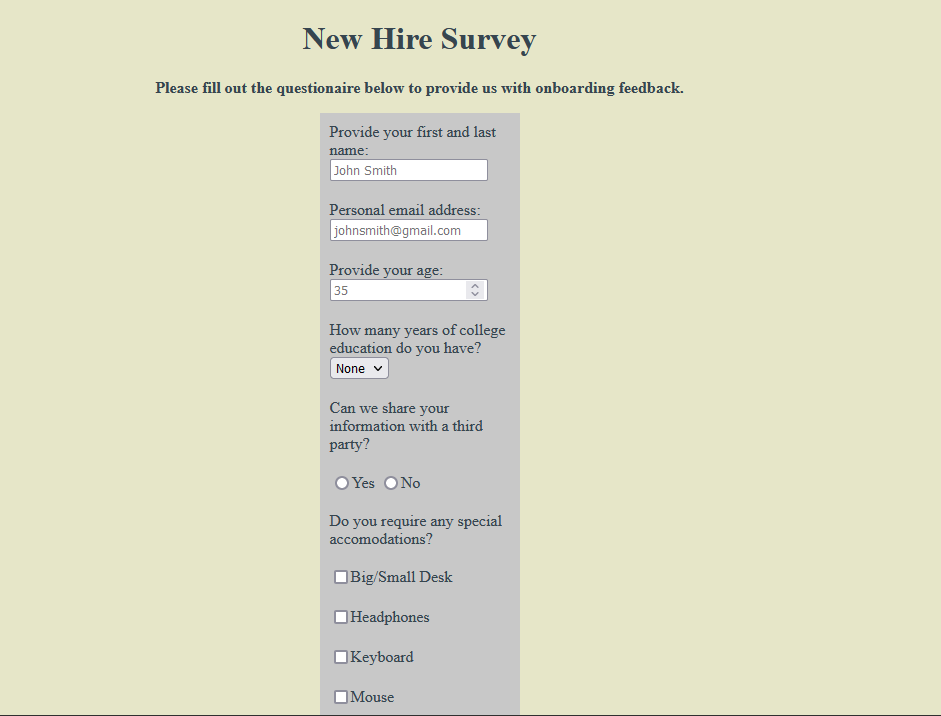 New Hire Survey
Please fill out the questionaire below to provide us with onboarding feedback.
Provide your first and last
name:
John Smith
Personal email address:
johnsmith@gmail.com
Provide your age:
35
How many years of college
education do you have?
None
Can we share your
information with a third
party?
Yes No
Do you require any special
accomodations?
Big/Small Desk
Headphones
Keyboard
Mouse